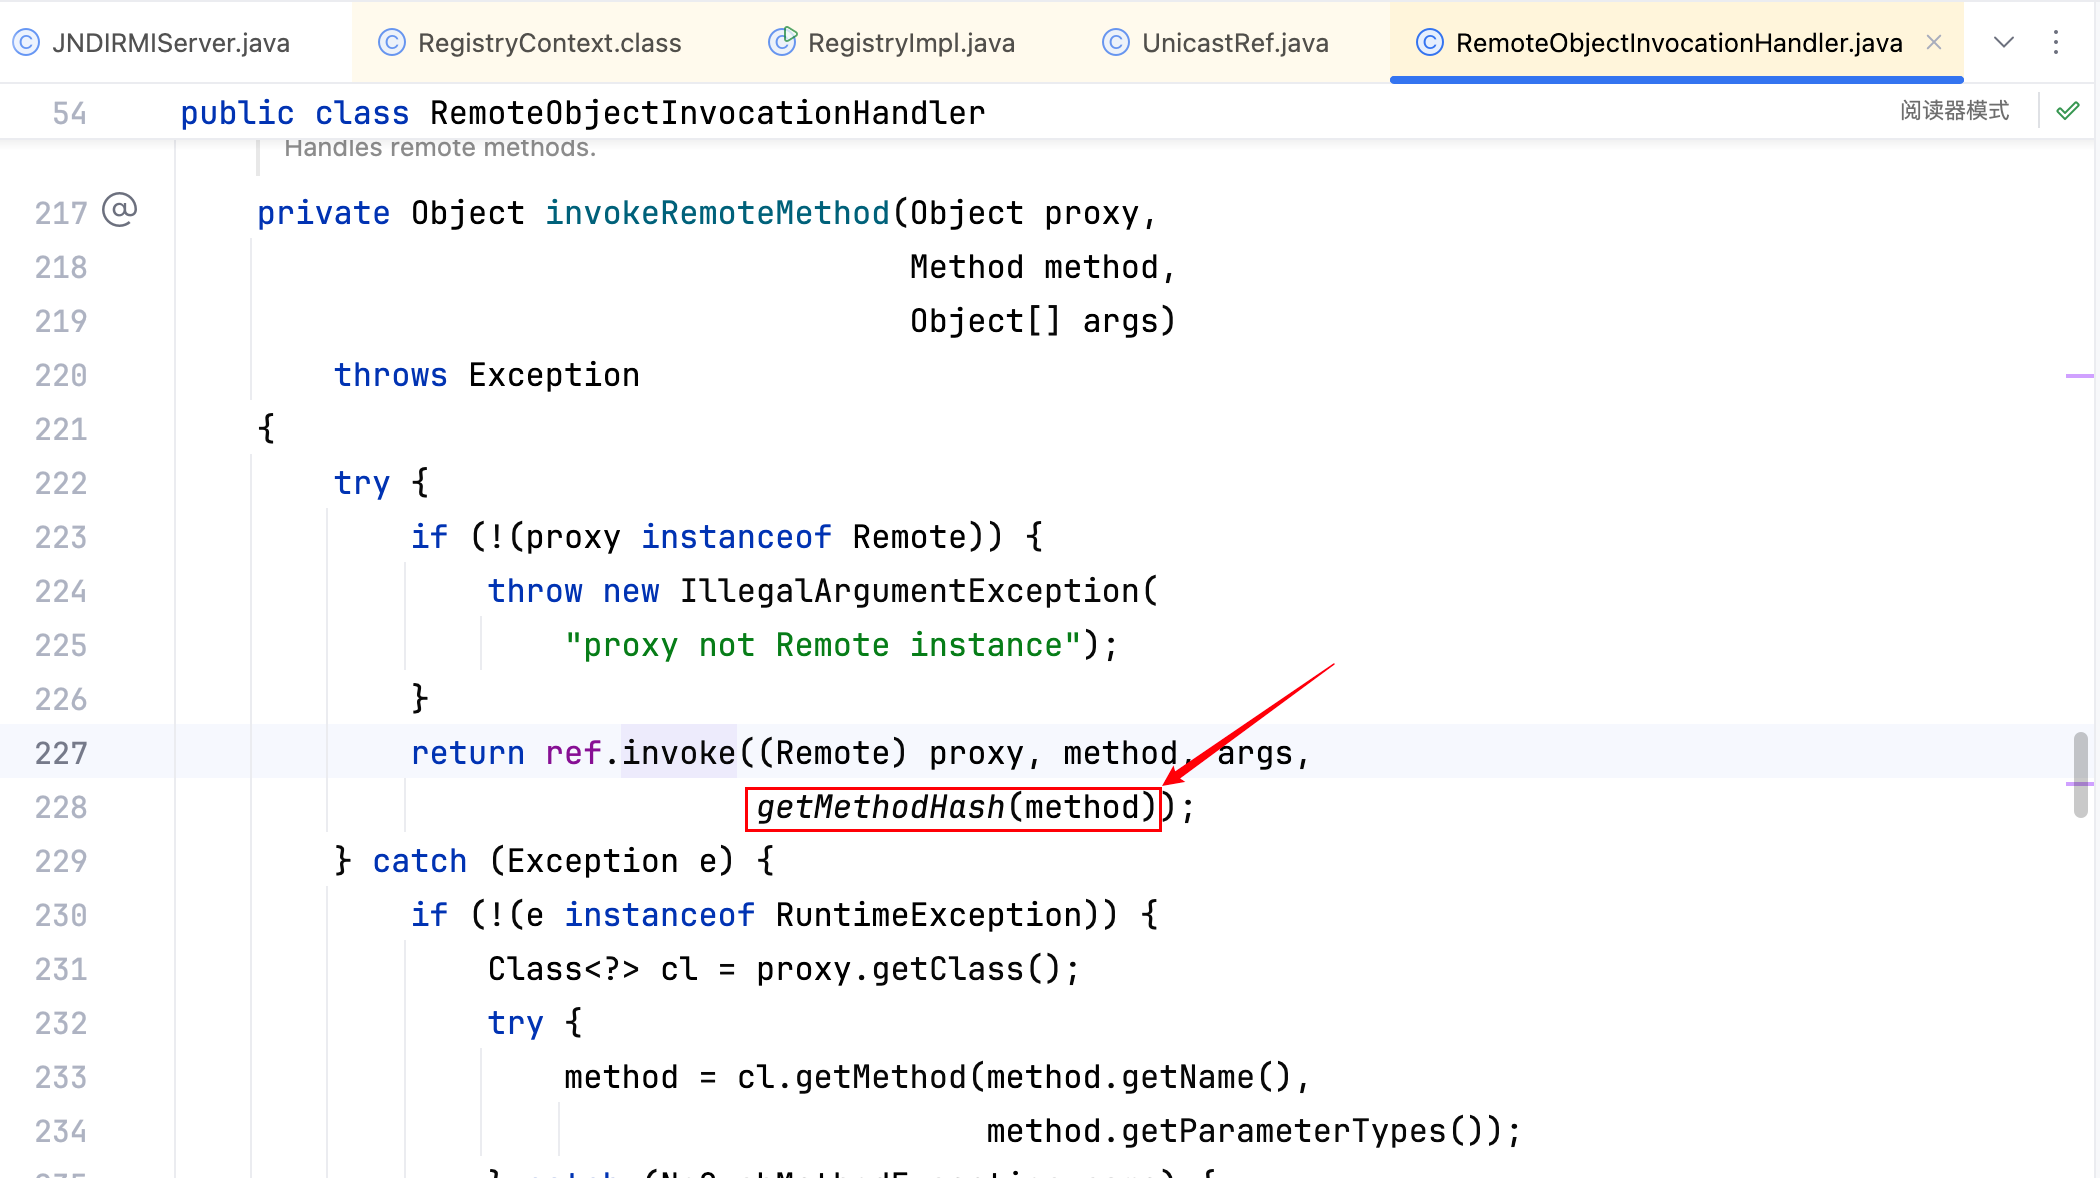 JNDIRMIServer.java RegistryContext.class RegistryImpl.java UnicastRef.java RemoteObjectInvocationHandler.java
54 public class RemoteObjectInvocationHandler 阅读器模式
Handles remote methods.
217 private Object invokeRemoteMethod(Object proxy,
218 Method method,
219 Object[] args)
220 throws Exception
221 {
222 try {
223 if (!(proxy instanceof Remote)) {
224 throw new IllegalArgumentException(
225 "proxy not Remote instance");
226 }
227 return ref.invoke((Remote) proxy, method, args,
228 getMethodHash(method));
229 } catch (Exception e) {
230 if (!(e instanceof RuntimeException)) {
231 Class<?> cl = proxy.getClass();
232 try {
233 method = cl.getMethod(method.getName(),
234 method.getParameterTypes());